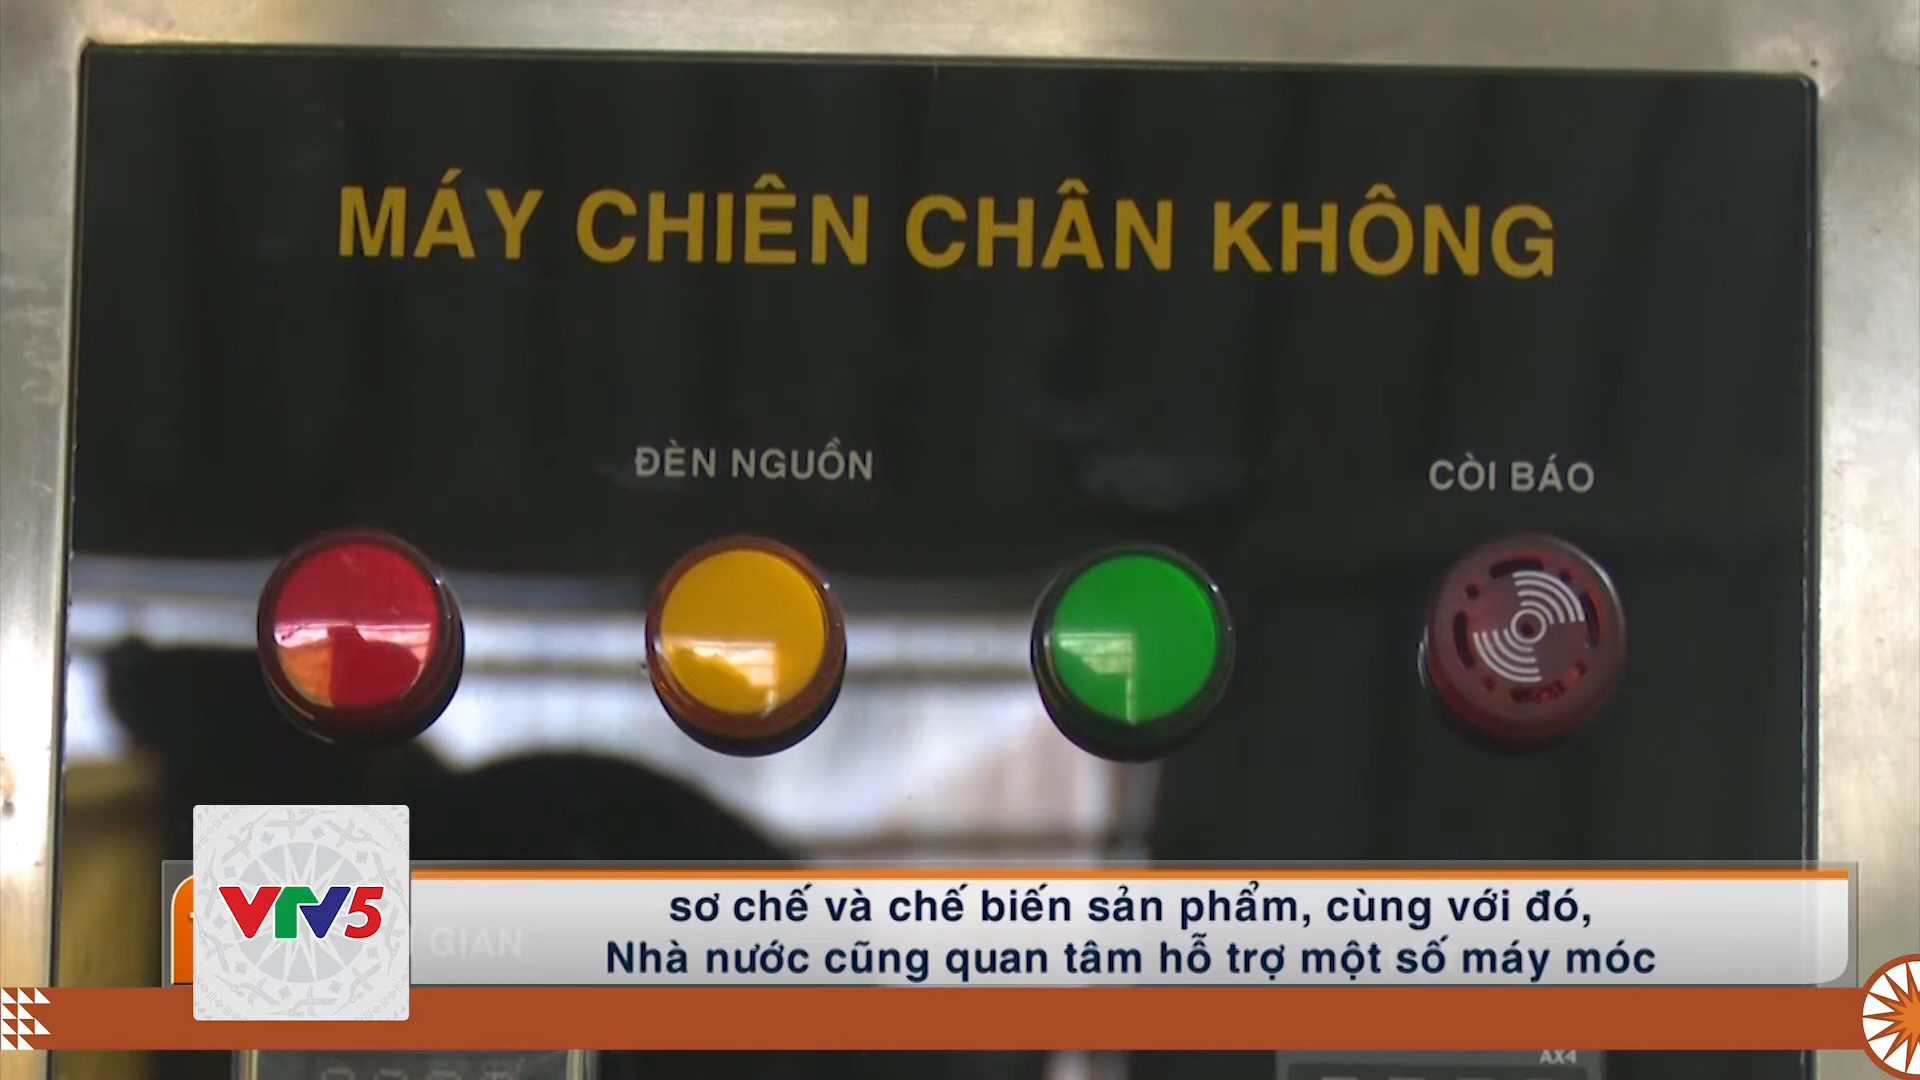 MÁY CHIÊN CHÂN KHÔNG
ĐÈN NGUỒN
CÒI BÁO
VTV5
GIAN
sơ chế và chế biến sản phẩm, cùng với đó,
Nhà nước cũng quan tâm hỗ trợ một số máy móc
AX4